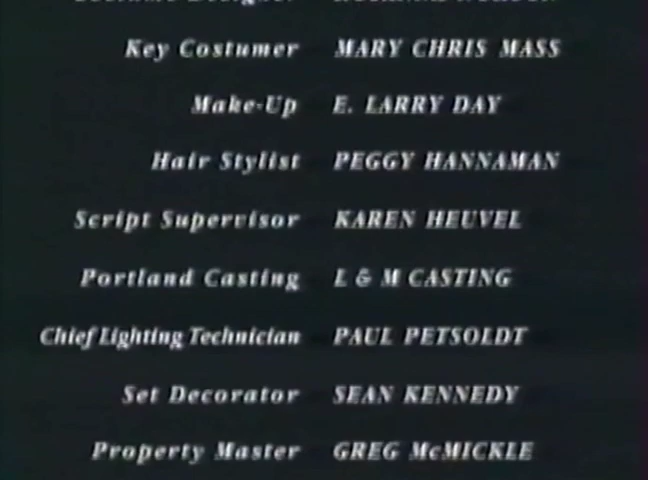 Key Costumer MARY CHRIS MASS
Make-Up E. LARRY DAY
Hair Stylist PEGGY HANNAMAN
Script Supervisor KAREN HEUVEL
Portland Casting L & M CASTING
Chief Lighting Technician PAUL PETSOLDT
Set Decorator SEAN KENNEDY
Property Master GREG McMICKLE